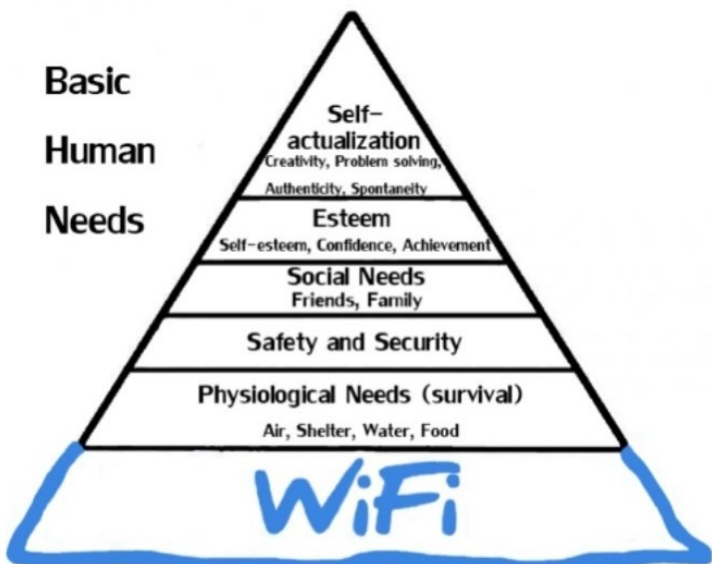 Basic
Human
Needs
Self-
actualization
Creativity, Problem solving,
Authenticity, Spontaneity
Esteem
Self-esteem, Confidence, Achievement
Social Needs
Friends, Family
Safety and Security
Physiological Needs (survival)
Air, Shelter, Water, Food
WiFi